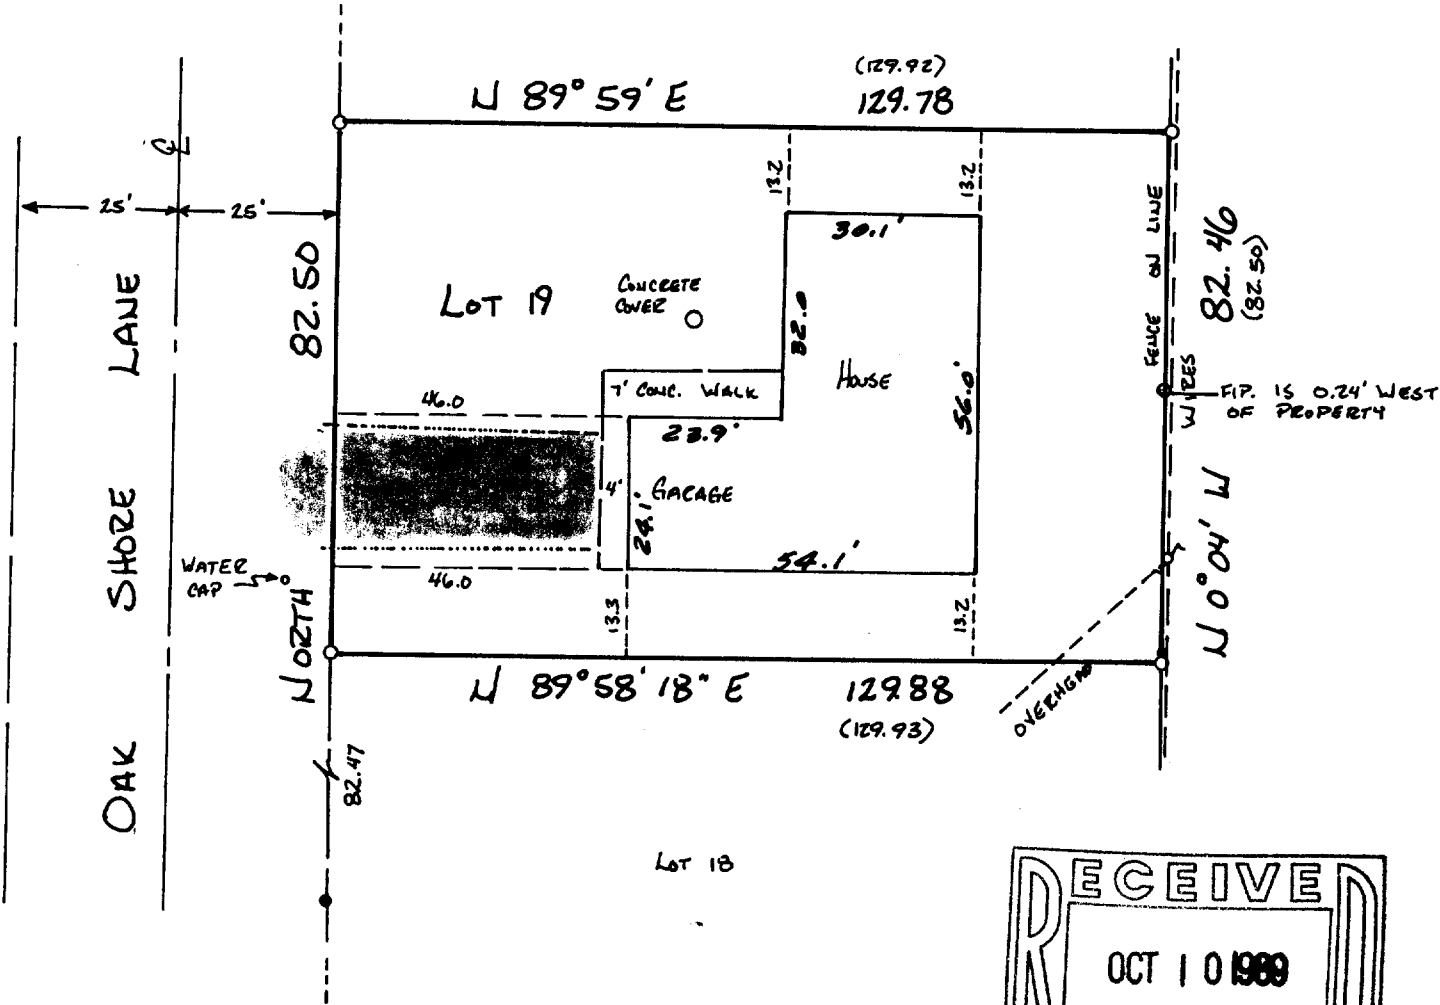 (129.92)
N 89° 59' E 129.78
℄
25' 25'
13.2 13.2
30.1'
82.50
LOT 19
CONCRETE
COVER
32.0
HOUSE
56.0'
FENCE ON LINE
WIRES
82.46
(82.50)
F.I.P. IS 0.24' WEST
OF PROPERTY
7' CONC. WALK
46.0
23.9'
4'
GARAGE
24.1'
54.1'
46.0
WATER
CAP
13.3 13.2
NORTH
N 0° 04' W
OVERHEAD
N 89° 58' 18" E 129.88
(129.93)
82.47
OAK SHORE LANE
LOT 18
RECEIVED
OCT 10 1989